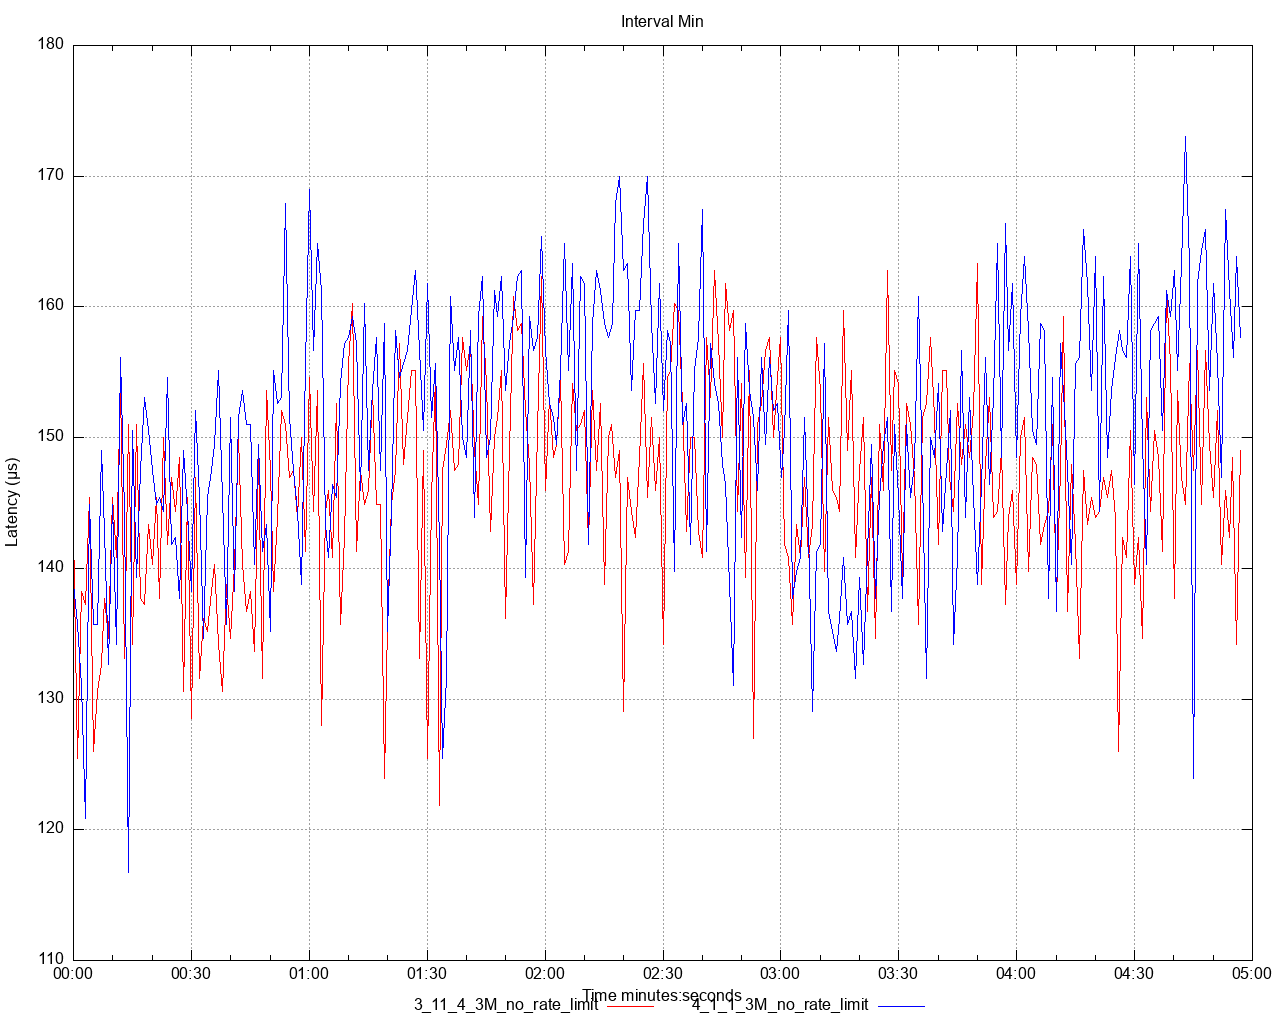 Interval Min
180
170
160
150
140
130
120
110
Latency (µs)
00:00 00:30 01:00 01:30 02:00 02:30 03:00 03:30 04:00 04:30 05:00
Time minutes:seconds
3_11_4_3M_no_rate_limit 4_1_1_3M_no_rate_limit